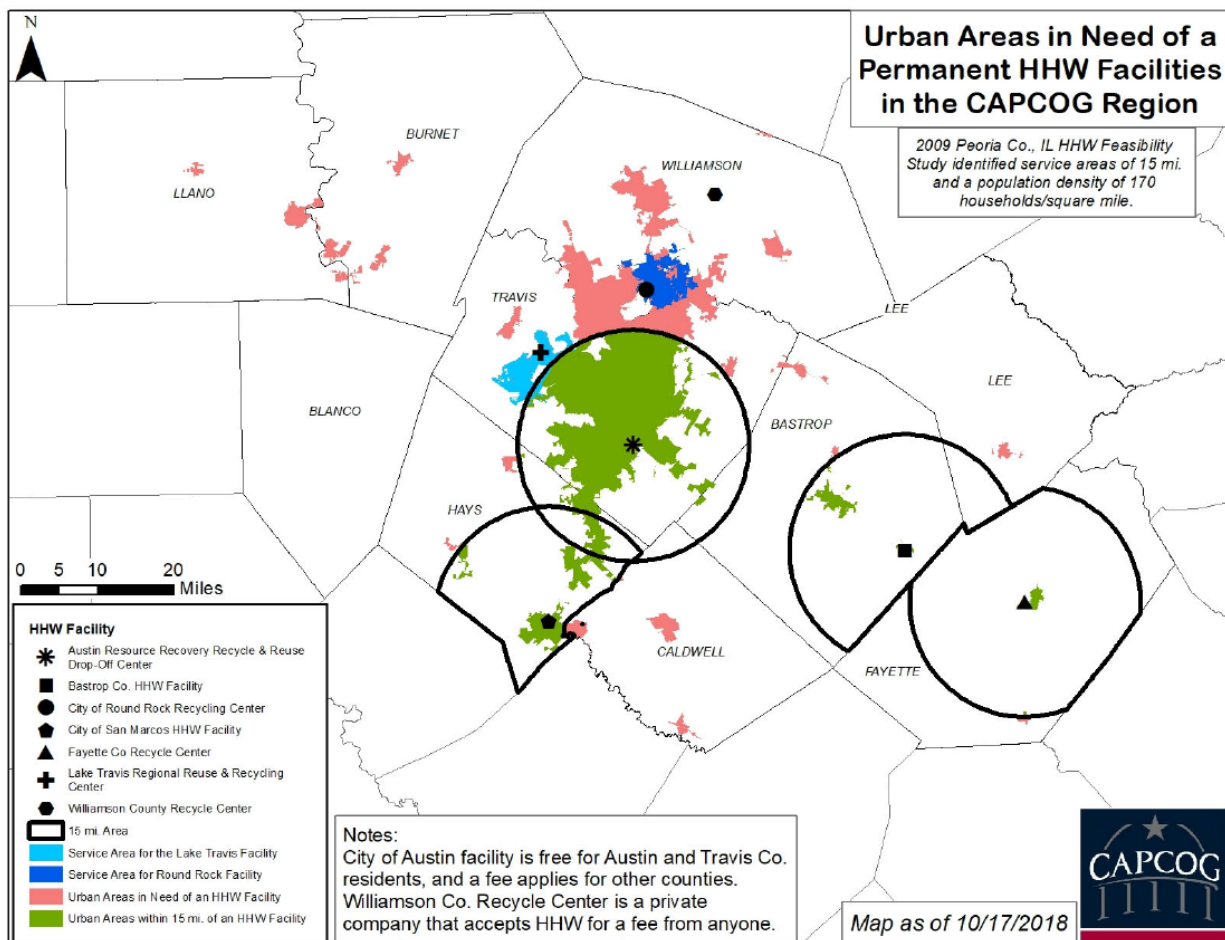 N
Urban Areas in Need of a
Permanent HHW Facilities
in the CAPCOG Region
2009 Peoria Co., IL HHW Feasibility
Study identified service areas of 15 mi.
and a population density of 170
households/square mile.
BURNET
WILLIAMSON
LLANO
TRAVIS
LEE
LEE
BLANCO
BASTROP
HAYS
CALDWELL
FAYETTE
0 5 10 20
Miles
HHW Facility
Austin Resource Recovery Recycle & Reuse
Drop-Off Center
Bastrop Co. HHW Facility
City of Round Rock Recycling Center
City of San Marcos HHW Facility
Fayette Co Recycle Center
Lake Travis Regional Reuse & Recycling
Center
Williamson County Recycle Center
15 mi. Area
Service Area for the Lake Travis Facility
Service Area for Round Rock Facility
Urban Areas in Need of an HHW Facility
Urban Areas within 15 mi. of an HHW Facility
Notes:
City of Austin facility is free for Austin and Travis Co.
residents, and a fee applies for other counties.
Williamson Co. Recycle Center is a private
company that accepts HHW for a fee from anyone.
Map as of 10/17/2018
CAPCOG